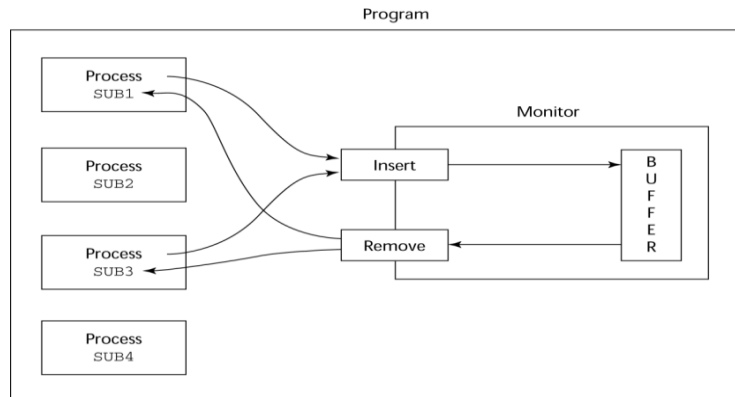 Program
Process
SUB1
Monitor
Process
SUB2
Insert
Process
SUB3
Remove
Process
SUB4
B
U
F
F
E
R